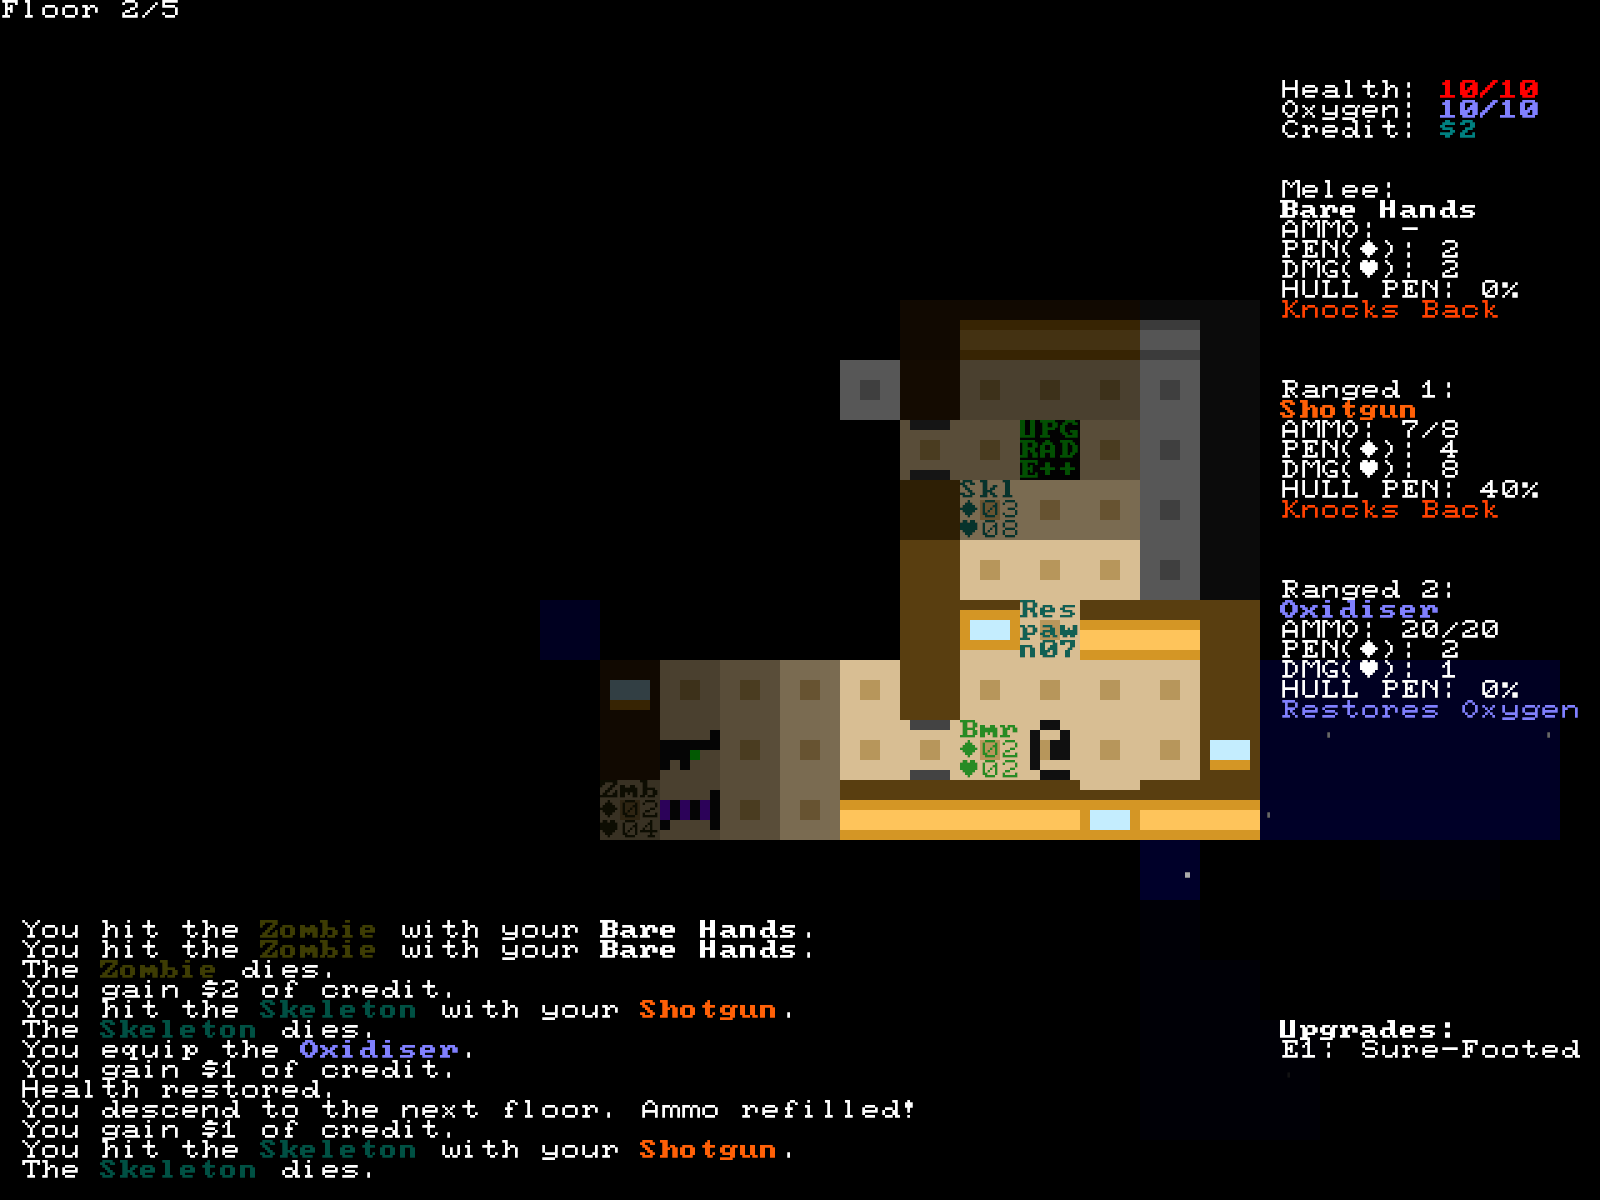 Floor 2/5
Health: 10/10
Oxygen: 10/10
Credit: $2
Melee:
Bare Hands
AMMO: -
PEN(♦): 2
DMG(♥): 2
HULL PEN: 0%
Knocks Back
Ranged 1:
Shotgun
AMMO: 7/8
PEN(♦): 4
DMG(♥): 8
HULL PEN: 40%
Knocks Back
UPG
RAD
E++
Skl
♦03
♥08
Ranged 2:
Oxidiser
AMMO: 20/20
PEN(♦): 2
DMG(♥): 1
HULL PEN: 0%
Restores Oxygen
Res
paw
n07
Bmr
♦02
♥02
Zmb
♦02
♥04
You hit the Zombie with your Bare Hands.
You hit the Zombie with your Bare Hands.
The Zombie dies.
You gain $2 of credit.
You hit the Skeleton with your Shotgun.
The Skeleton dies.
You equip the Oxidiser.
You gain $1 of credit.
Health restored.
You descend to the next floor. Ammo refilled!
You gain $1 of credit.
You hit the Skeleton with your Shotgun.
The Skeleton dies.
Upgrades:
E1: Sure-Footed